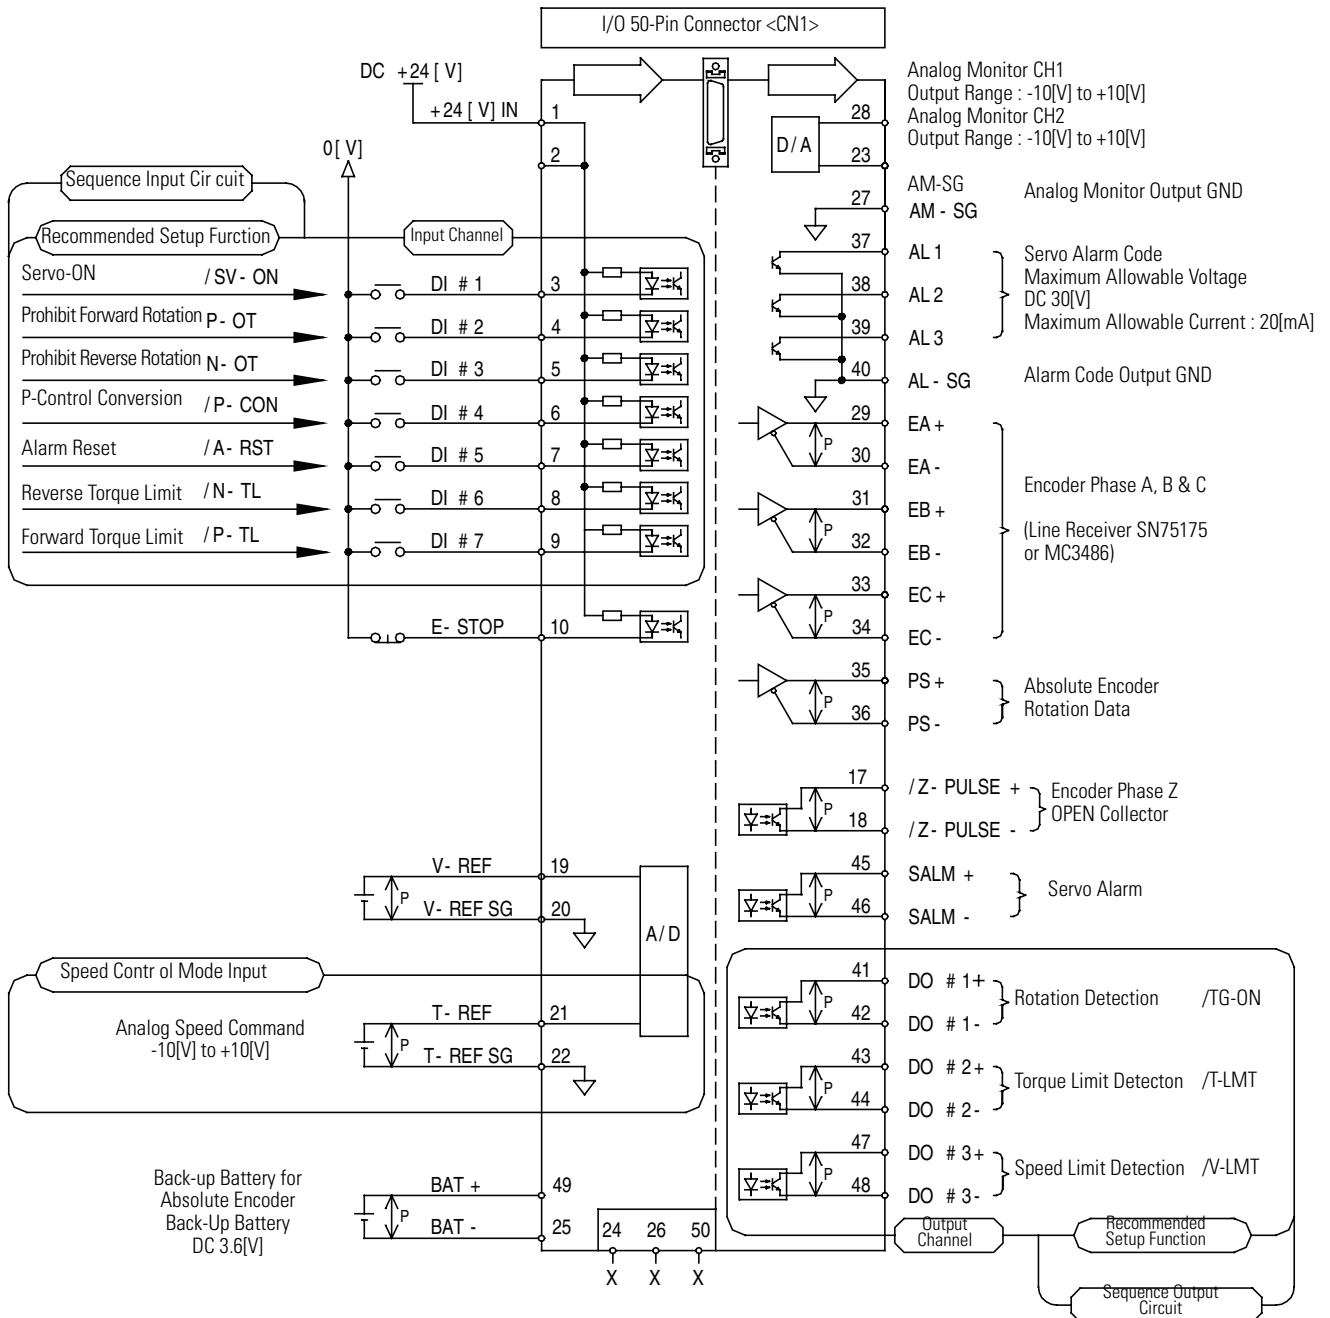 I/O 50-Pin Connector <CN1>
DC +24 [ V]
+24 [ V] IN 1
2
0[ V]
Sequence Input Cir cuit
Recommended Setup Function
Input Channel
Servo-ON /SV- ON DI # 1 3
Prohibit Forward Rotation P- OT DI # 2 4
Prohibit Reverse Rotation N- OT DI # 3 5
P-Control Conversion /P- CON DI # 4 6
Alarm Reset /A- RST DI # 5 7
Reverse Torque Limit /N- TL DI # 6 8
Forward Torque Limit /P- TL DI # 7 9
E- STOP 10
V- REF 19
P
V- REF SG 20
A/D
Speed Contr ol Mode Input
Analog Speed Command
-10[V] to +10[V]
T- REF 21
P
T- REF SG 22
Back-up Battery for
Absolute Encoder
Back-Up Battery
DC 3.6[V]
BAT + 49
P
BAT - 25
24 26 50
X X X
Analog Monitor CH1
Output Range : -10[V] to +10[V]
Analog Monitor CH2
Output Range : -10[V] to +10[V]
D/A
28
23
AM-SG
27 AM - SG Analog Monitor Output GND
37 AL 1
38 AL 2
39 AL 3
Servo Alarm Code
Maximum Allowable Voltage
DC 30[V]
Maximum Allowable Current : 20[mA]
40 AL - SG Alarm Code Output GND
29 EA +
P
30 EA -
31 EB +
P
32 EB -
33 EC +
P
34 EC -
Encoder Phase A, B & C
(Line Receiver SN75175
or MC3486)
35 PS +
P
36 PS -
Absolute Encoder
Rotation Data
17 /Z- PULSE +
P
18 /Z- PULSE -
Encoder Phase Z
OPEN Collector
45 SALM +
P
46 SALM -
Servo Alarm
41 DO # 1+
P
42 DO # 1-
Rotation Detection /TG-ON
43 DO # 2+
P
44 DO # 2-
Torque Limit Detecton /T-LMT
47 DO # 3+
P
48 DO # 3-
Speed Limit Detection /V-LMT
Output
Channel
Recommended
Setup Function
Sequence Output
Circuit